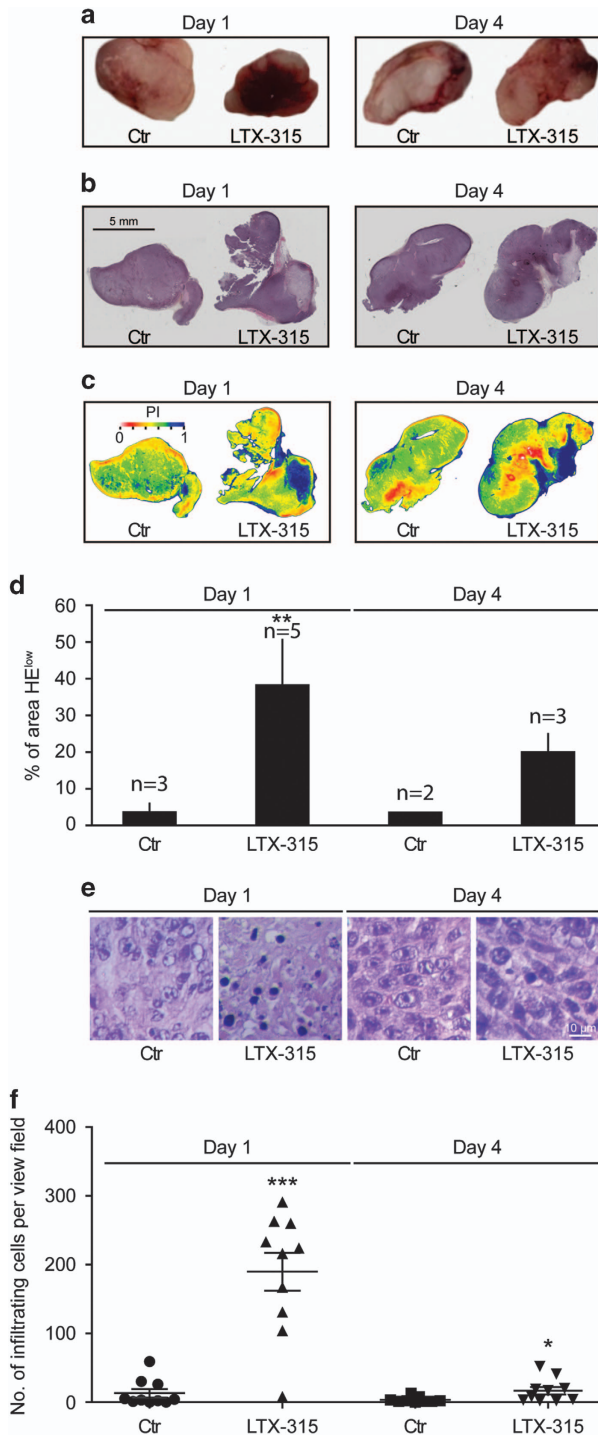 a
Day 1
Day 4
Ctr
LTX-315
Ctr
LTX-315
b
Day 1
Day 4
5 mm
Ctr
LTX-315
Ctr
LTX-315
c
Day 1
Day 4
PI
0
1
Ctr
LTX-315
Ctr
LTX-315
d
Day 1
Day 4
% of area HElow
60
50
40
30
20
10
0
n=3
**
n=5
n=2
n=3
Ctr
LTX-315
Ctr
LTX-315
e
Day 1
Day 4
10 µm
Ctr
LTX-315
Ctr
LTX-315
f
Day 1
Day 4
No. of infiltrating cells per view field
400
300
200
100
0
***
*
Ctr
LTX-315
Ctr
LTX-315